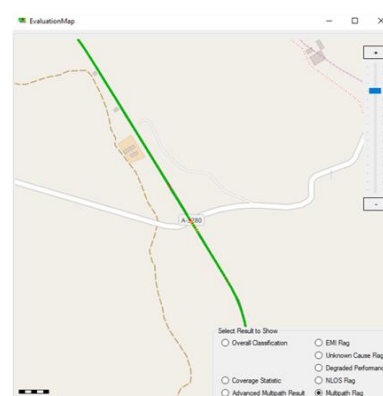 EvaluationMap
+
-
Select Result to Show
Overall Classification
EMI Flag
Unknown Cause Flag
Degraded Performanc
Coverage Statistic
NLOS Flag
Advanced Multipath Result
Multipath Flag